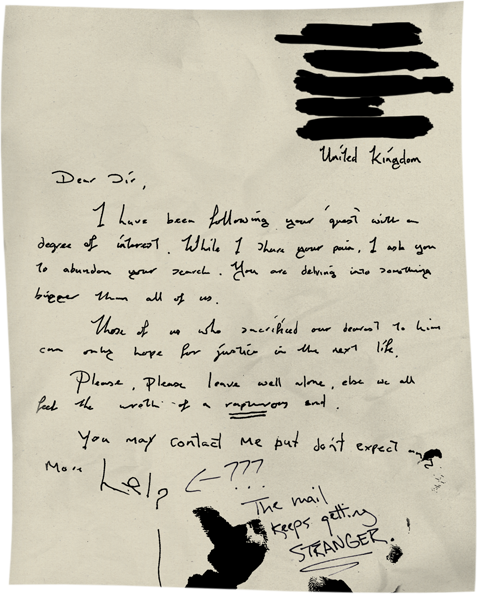 United Kingdom
Dear Sir,
I have been following your 'quest' with a
degree of interest. While I share your pain, I ask you
to abandon your search. You are delving into something
bigger than all of us.
Those of us who sacrificed our dearest to him
can only hope for justice in the next life.
Please, Please leave well alone, else we all
feel the wrath of a rapturous end.
You may contact me but don't expect any
More help ← ???
The mail
keeps getting
STRANGER.